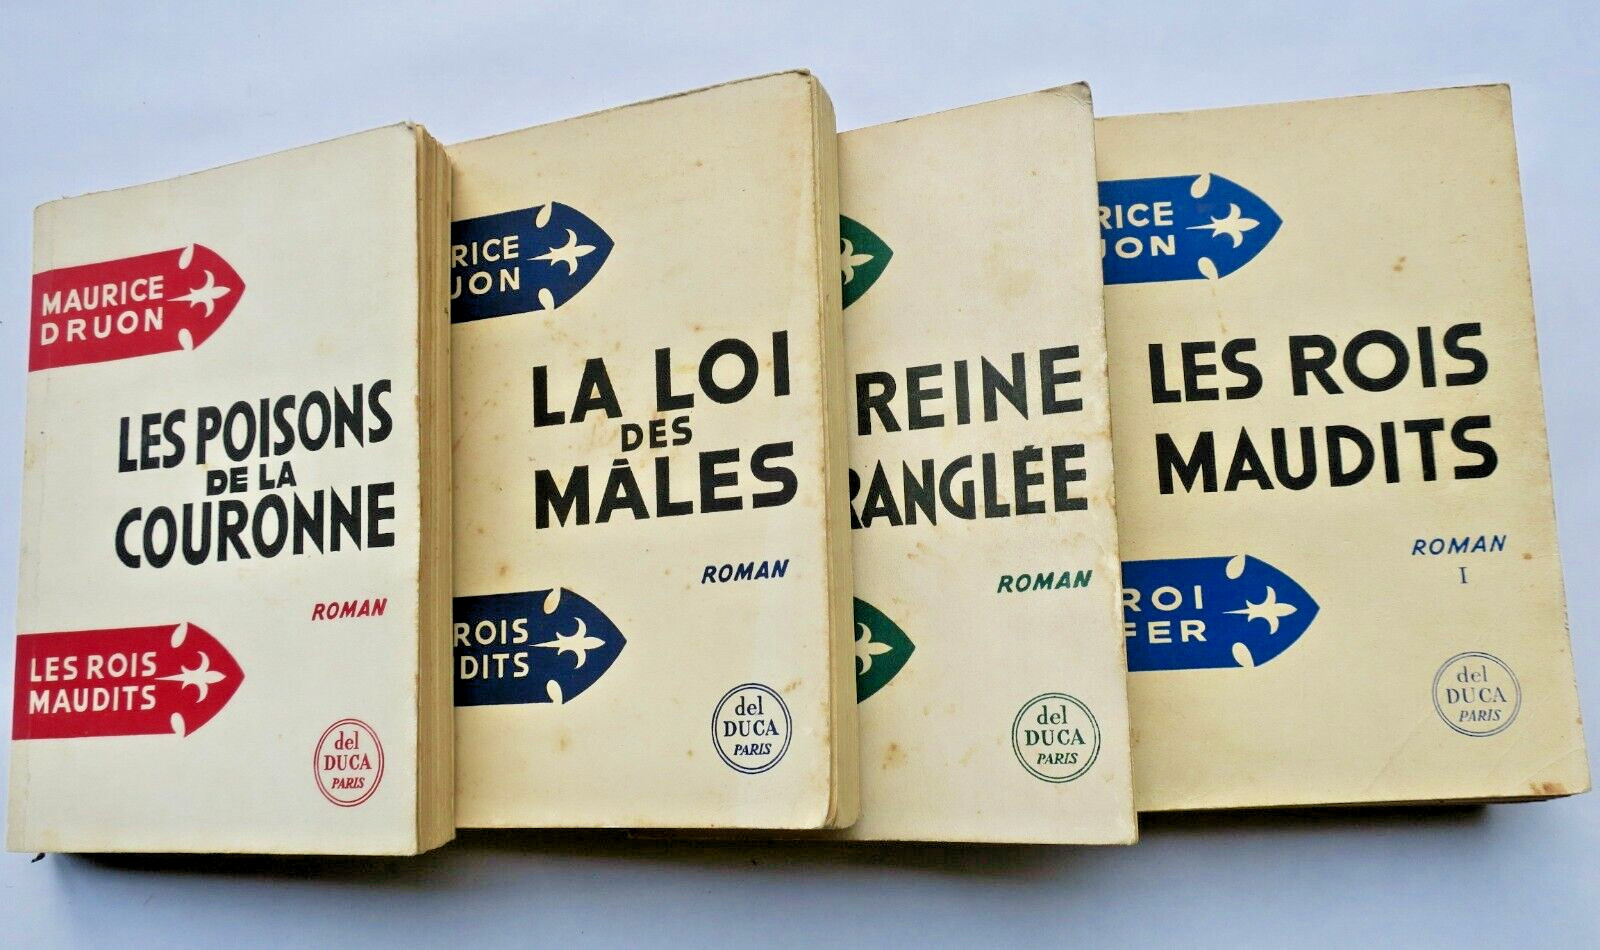 MAURICE
DRUON
LES POISONS
DE LA
COURONNE
ROMAN
LES ROIS
MAUDITS
del
DUCA
PARIS
RICE
UON
LA LOI
DES
MÂLES
ROMAN
ROIS
DITS
del
DUCA
PARIS
REINE
RANGLÉE
ROMAN
del
DUCA
PARIS
RICE
UON
LES ROIS
MAUDITS
ROMAN
I
ROI
FER
del
DUCA
PARIS